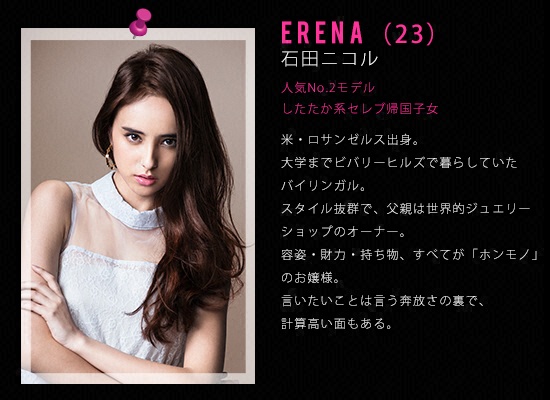 ERENA (23)
石田ニコル
人気No.2モデル
したたか系セレブ帰国子女
米・ロサンゼルス出身。
大学までビバリーヒルズで暮らしていた
バイリンガル。
スタイル抜群で、父親は世界的ジュエリー
ショップのオーナー。
容姿・財力・持ち物、すべてが「ホンモノ」
のお嬢様。
言いたいことは言う奔放さの裏で、
計算高い面もある。